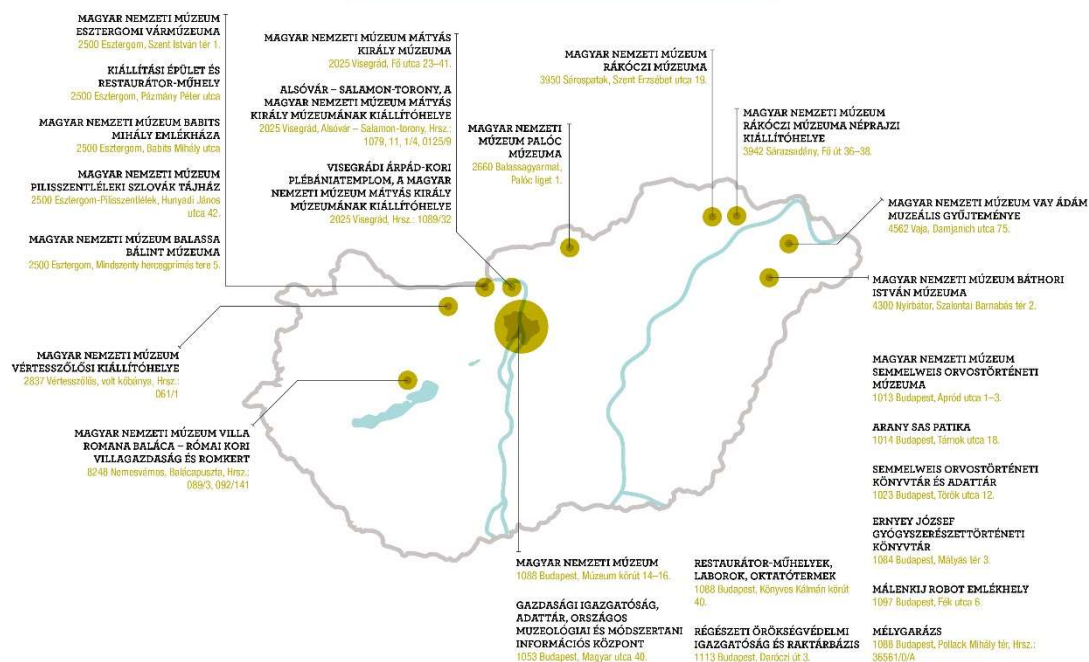 MAGYAR NEMZETI MÚZEUM
ESZTERGOMI VÁRMÚZEUMA
2500 Esztergom, Szent István tér 1.
KIÁLLÍTÁSI ÉPÜLET ÉS
RESTAURÁTOR-MŰHELY
2500 Esztergom, Pázmány Péter utca
MAGYAR NEMZETI MÚZEUM BABITS
MIHÁLY EMLÉKHÁZA
2500 Esztergom, Babits Mihály utca
MAGYAR NEMZETI MÚZEUM
PILISSZENTLÉLEKI SZLOVÁK TÁJHÁZ
2500 Esztergom-Pilisszentlélek, Hunyadi János
utca 42.
MAGYAR NEMZETI MÚZEUM BALASSA
BÁLINT MÚZEUMA
2500 Esztergom, Mindszenty hercegprímás tere 5.
MAGYAR NEMZETI MÚZEUM MÁTYÁS
KIRÁLY MÚZEUMA
2025 Visegrád, Fő utca 23–41.
ALSÓVÁR – SALAMON-TORONY, A
MAGYAR NEMZETI MÚZEUM MÁTYÁS
KIRÁLY MÚZEUMÁNAK KIÁLLÍTÓHELYE
2025 Visegrád, Alsóvár – Salamon-torony, Hrsz.:
1079, 11, 1/4, 0125/9
VISEGRÁDI ÁRPÁD-KORI
PLÉBÁNIATEMPLOM, A MAGYAR
NEMZETI MÚZEUM MÁTYÁS KIRÁLY
MÚZEUMÁNAK KIÁLLÍTÓHELYE
2025 Visegrád, Hrsz.: 1089/32
MAGYAR NEMZETI
MÚZEUM PALÓC
MÚZEUMA
2660 Balassagyarmat,
Palóc liget 1.
MAGYAR NEMZETI MÚZEUM
RÁKÓCZI MÚZEUMA
3950 Sárospatak, Szent Erzsébet utca 19.
MAGYAR NEMZETI MÚZEUM
RÁKÓCZI MÚZEUMA NÉPRAJZI
KIÁLLÍTÓHELYE
3942 Sárazsadány, Fő út 36–38.
MAGYAR NEMZETI MÚZEUM VAY ÁDÁM
MUZEÁLIS GYŰJTEMÉNYE
4562 Vaja, Damjanich utca 75.
MAGYAR NEMZETI MÚZEUM BÁTHORI
ISTVÁN MÚZEUMA
4300 Nyírbátor, Szalontai Barnabás tér 2.
MAGYAR NEMZETI MÚZEUM
VÉRTESSZŐLŐSI KIÁLLÍTÓHELYE
2837 Vértesszőlős, volt kőbánya, Hrsz.:
061/1
MAGYAR NEMZETI MÚZEUM VILLA
ROMANA BALÁCA – RÓMAI KORI
VILLAGAZDASÁG ÉS ROMKERT
8248 Nemesvámos, Balácapuszta, Hrsz.:
089/3, 092/141
MAGYAR NEMZETI MÚZEUM
1088 Budapest, Múzeum körút 14–16.
GAZDASÁGI IGAZGATÓSÁG,
ADATTÁR, ORSZÁGOS
MUZEOLÓGIAI ÉS MÓDSZERTANI
INFORMÁCIÓS KÖZPONT
1053 Budapest, Magyar utca 40.
RESTAURÁTOR-MŰHELYEK,
LABOROK, OKTATÓTERMEK
1088 Budapest, Könyves Kálmán körút
40.
RÉGÉSZETI ÖRÖKSÉGVÉDELMI
IGAZGATÓSÁG ÉS RAKTÁRBÁZIS
1113 Budapest, Daróczi út 3.
MAGYAR NEMZETI MÚZEUM
SEMMELWEIS ORVOSTÖRTÉNETI
MÚZEUMA
1013 Budapest, Apród utca 1–3.
ARANY SAS PATIKA
1014 Budapest, Tárnok utca 18.
SEMMELWEIS ORVOSTÖRTÉNETI
KÖNYVTÁR ÉS ADATTÁR
1023 Budapest, Török utca 12.
ERNYEY JÓZSEF
GYÓGYSZERÉSZETTÖRTÉNETI
KÖNYVTÁR
1084 Budapest, Mátyás tér 3.
MÁLENKIJ ROBOT EMLÉKHELY
1097 Budapest, Fék utca 6.
MÉLYGARÁZS
1088 Budapest, Pollack Mihály tér, Hrsz.:
36561/0/A